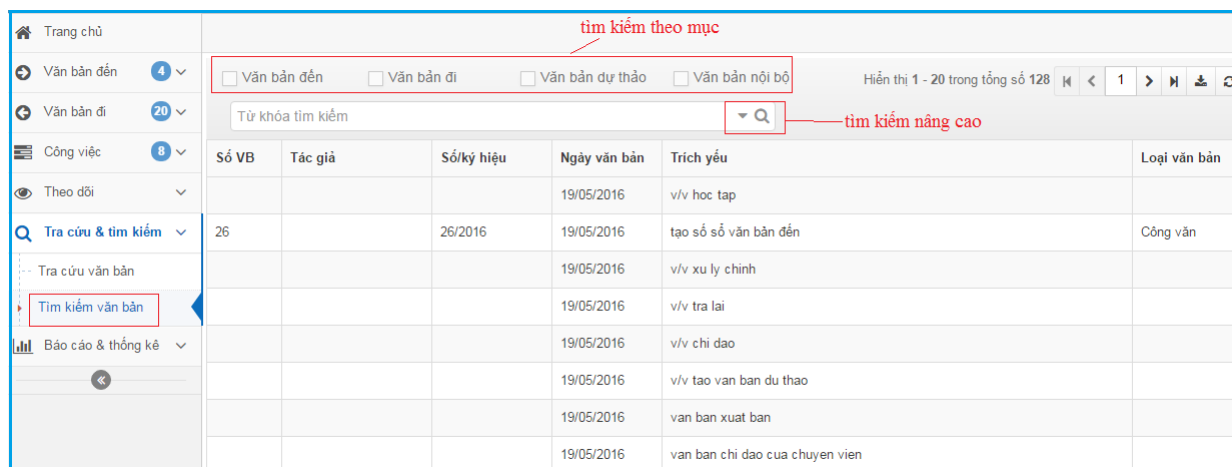 tìm kiếm theo mục
Trang chủ
Văn bản đến 4
Văn bản đi 20
Công việc 8
Theo dõi
Tra cứu & tìm kiếm
Tra cứu văn bản
Tìm kiếm văn bản
Báo cáo & thống kê
Văn bản đến Văn bản đi Văn bản dự thảo Văn bản nội bộ Hiển thị 1 - 20 trong tổng số 128 1
Từ khóa tìm kiếm
tìm kiếm nâng cao
Số VB Tác giả Số/ký hiệu Ngày văn bản Trích yếu Loại văn bản
19/05/2016 v/v hoc tap
26 26/2016 19/05/2016 tạo số sổ văn bản đến Công văn
19/05/2016 v/v xu ly chinh
19/05/2016 v/v tra lai
19/05/2016 v/v chi dao
19/05/2016 v/v tao van ban du thao
19/05/2016 van ban xuat ban
19/05/2016 van ban chi dao cua chuyen vien